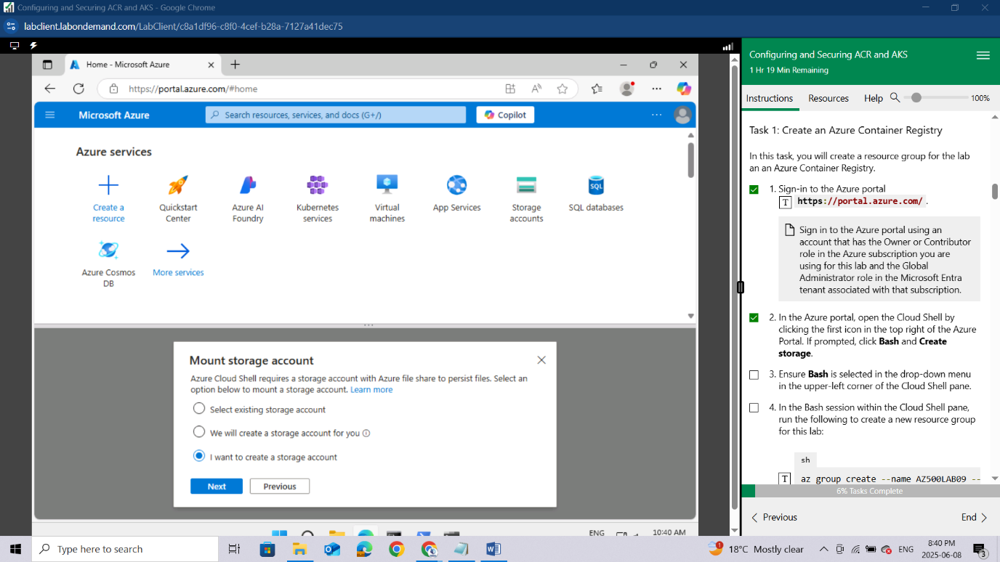 Configuring and Securing ACR and AKS - Google Chrome
labclient.labondemand.com/LabClient/c8a1df96-c8f0-4cef-b28a-7127a41dec75
Home - Microsoft Azure
https://portal.azure.com/#home
Microsoft Azure
Search resources, services, and docs (G+/)
Copilot
Azure services
Create a
resource
Quickstart
Center
Azure AI
Foundry
Kubernetes
services
Virtual
machines
App Services
Storage
accounts
SQL
SQL databases
Azure Cosmos
DB
More services
Mount storage account
Azure Cloud Shell requires a storage account with Azure file share to persist files. Select an
option below to mount a storage account. Learn more
Select existing storage account
We will create a storage account for you
I want to create a storage account
Next
Previous
ENG
10:40 AM
Configuring and Securing ACR and AKS
1 Hr 19 Min Remaining
Instructions
Resources
Help
100%
Task 1: Create an Azure Container Registry
In this task, you will create a resource group for the lab
an an Azure Container Registry.
1. Sign-in to the Azure portal
T https://portal.azure.com/ .
Sign in to the Azure portal using an
account that has the Owner or Contributor
role in the Azure subscription you are
using for this lab and the Global
Administrator role in the Microsoft Entra
tenant associated with that subscription.
2. In the Azure portal, open the Cloud Shell by
clicking the first icon in the top right of the Azure
Portal. If prompted, click Bash and Create
storage.
3. Ensure Bash is selected in the drop-down menu
in the upper-left corner of the Cloud Shell pane.
4. In the Bash session within the Cloud Shell pane,
run the following to create a new resource group
for this lab:
sh
T az group create --name AZ500LAB09 --
6% Tasks Complete
Previous
End
Type here to search
1
18°C Mostly clear
ENG
8:40 PM
2025-06-08
3